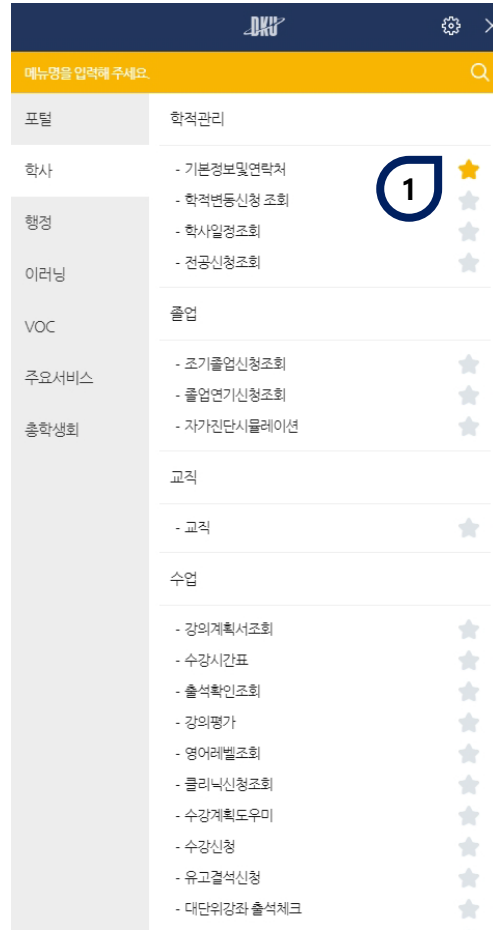 DKU
메뉴명을 입력해 주세요.
포털
학사
행정
이러닝
VOC
주요서비스
총학생회
학적관리
- 기본정보및연락처
1
- 학적변동신청 조회
- 학사일정조회
- 전공신청조회
졸업
- 조기졸업신청조회
- 졸업연기신청조회
- 자가진단시뮬레이션
교직
- 교직
수업
- 강의계획서조회
- 수강시간표
- 출석확인조회
- 강의평가
- 영어레벨조회
- 클리닉신청조회
- 수강계획도우미
- 수강신청
- 유고결석신청
- 대단위강좌 출석체크